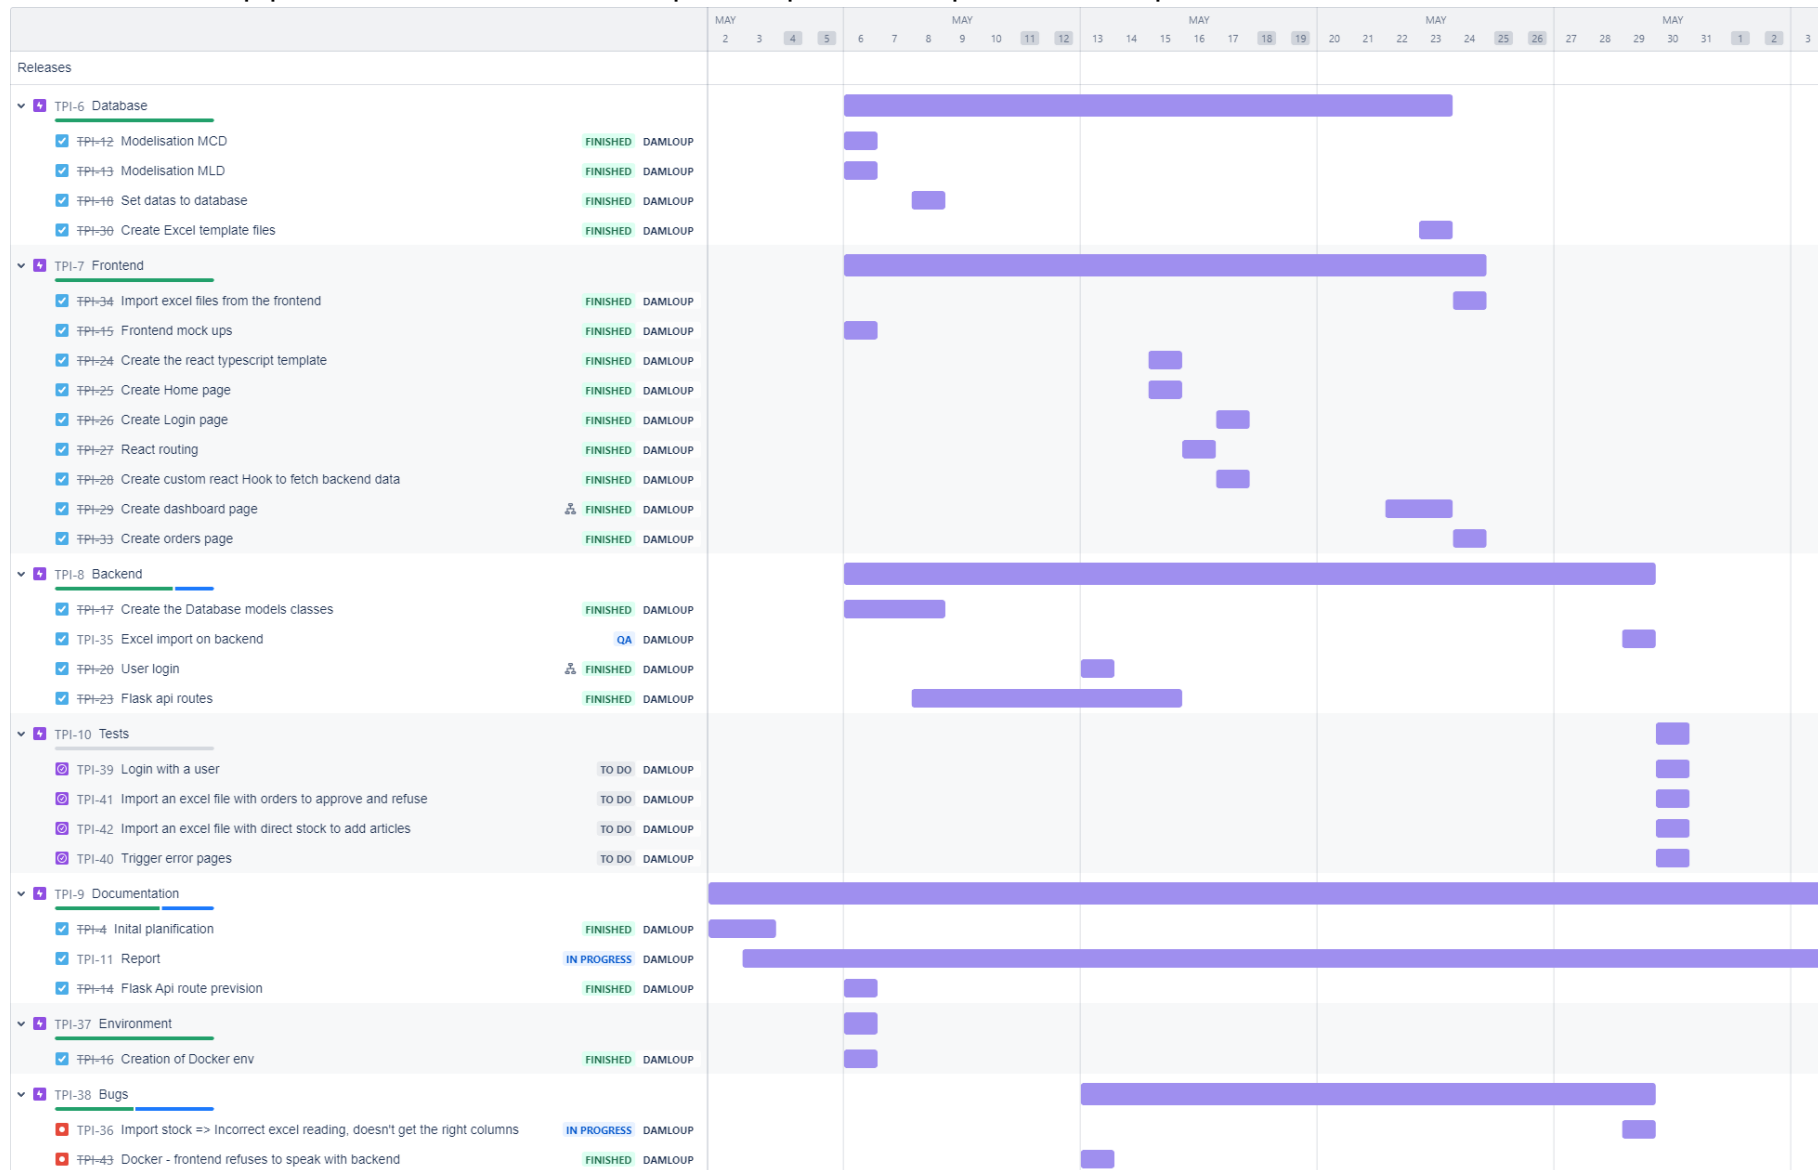 MAY MAY MAY MAY MAY
2 3 4 5 6 7 8 9 10 11 12 13 14 15 16 17 18 19 20 21 22 23 24 25 26 27 28 29 30 31 1 2 3
Releases
TPI-6 Database
TPI-12 Modelisation MCD FINISHED DAMLOUP
TPI-13 Modelisation MLD FINISHED DAMLOUP
TPI-18 Set datas to database FINISHED DAMLOUP
TPI-30 Create Excel template files FINISHED DAMLOUP
TPI-7 Frontend
TPI-34 Import excel files from the frontend FINISHED DAMLOUP
TPI-15 Frontend mock ups FINISHED DAMLOUP
TPI-24 Create the react typescript template FINISHED DAMLOUP
TPI-25 Create Home page FINISHED DAMLOUP
TPI-26 Create Login page FINISHED DAMLOUP
TPI-27 React routing FINISHED DAMLOUP
TPI-28 Create custom react Hook to fetch backend data FINISHED DAMLOUP
TPI-29 Create dashboard page FINISHED DAMLOUP
TPI-33 Create orders page FINISHED DAMLOUP
TPI-8 Backend
TPI-17 Create the Database models classes FINISHED DAMLOUP
TPI-35 Excel import on backend QA DAMLOUP
TPI-20 User login FINISHED DAMLOUP
TPI-23 Flask api routes FINISHED DAMLOUP
TPI-10 Tests
TPI-39 Login with a user TO DO DAMLOUP
TPI-41 Import an excel file with orders to approve and refuse TO DO DAMLOUP
TPI-42 Import an excel file with direct stock to add articles TO DO DAMLOUP
TPI-40 Trigger error pages TO DO DAMLOUP
TPI-9 Documentation
TPI-4 Inital planification FINISHED DAMLOUP
TPI-11 Report IN PROGRESS DAMLOUP
TPI-14 Flask Api route prevision FINISHED DAMLOUP
TPI-37 Environment
TPI-16 Creation of Docker env FINISHED DAMLOUP
TPI-38 Bugs
TPI-36 Import stock => Incorrect excel reading, doesn't get the right columns IN PROGRESS DAMLOUP
TPI-43 Docker - frontend refuses to speak with backend FINISHED DAMLOUP